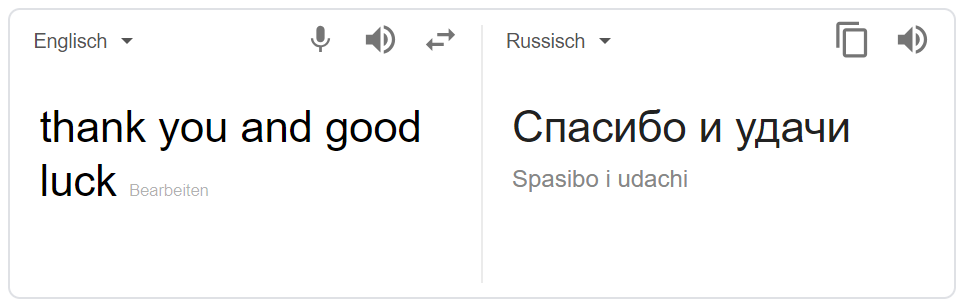 Englisch
Russisch
thank you and good
luck Bearbeiten
Спасибо и удачи
Spasibo i udachi